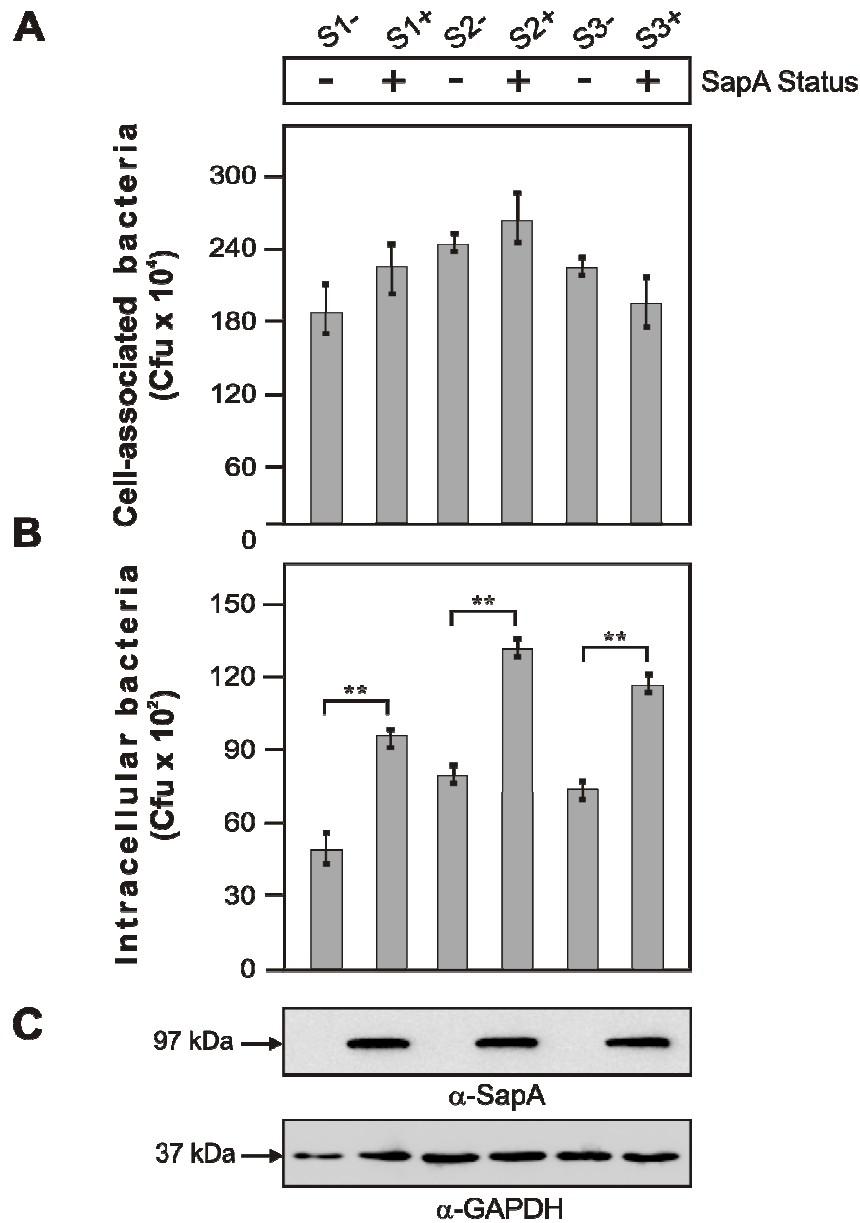 A
S1- S1+ S2- S2+ S3- S3+
- + - + - + SapA Status
Cell-associated bacteria
(Cfu x 10⁴)
300
240
180
120
60
0
B
Intracellular bacteria
(Cfu x 10²)
150
120
90
60
30
0
** ** **
C
97 kDa
α-SapA
37 kDa
α-GAPDH